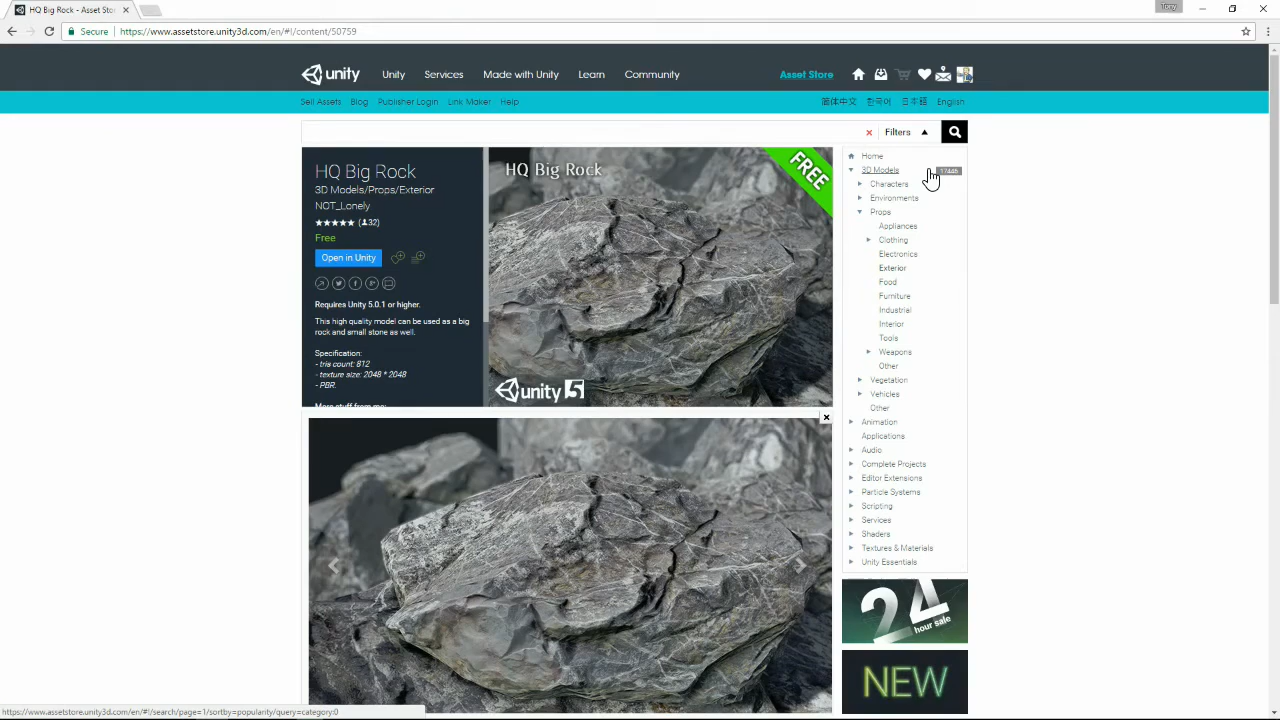 HQ Big Rock - Asset Sto
Tony
Secure
https://www.assetstore.unity3d.com/en/#!/content/50759
unity
Unity
Services
Made with Unity
Learn
Community
Asset Store
Sell Assets
Blog
Publisher Login
Link Maker
Help
简体中文
한국어
日本語
English
Filters
HQ Big Rock
3D Models/Props/Exterior
NOT_Lonely
(32)
Free
Open in Unity
Requires Unity 5.0.1 or higher.
This high quality model can be used as a big
rock and small stone as well.
Specification:
- tris count: 812
- texture size: 2048 * 2048
- PBR.
More stuff from me:
HQ Big Rock
FREE
unity 5
Home
3D Models
17445
Characters
Environments
Props
Appliances
Clothing
Electronics
Exterior
Food
Furniture
Industrial
Interior
Tools
Weapons
Other
Vegetation
Vehicles
Other
Animation
Applications
Audio
Complete Projects
Editor Extensions
Particle Systems
Scripting
Services
Shaders
Textures & Materials
Unity Essentials
24
hour sale
NEW
https://www.assetstore.unity3d.com/en/#!/search/page=1/sortby=popularity/query=category:0